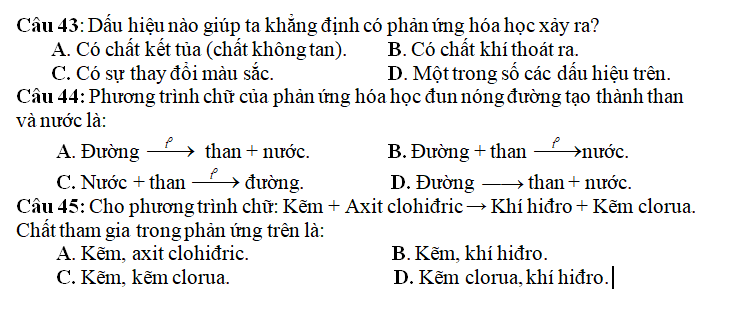 Câu 43: Dấu hiệu nào giúp ta khẳng định có phản ứng hóa học xảy ra?
A. Có chất kết tủa (chất không tan). B. Có chất khí thoát ra.
C. Có sự thay đổi màu sắc. D. Một trong số các dấu hiệu trên.
Câu 44: Phương trình chữ của phản ứng hóa học đun nóng đường tạo thành than
và nước là:
A. Đường —t°→ than + nước. B. Đường + than —t°→ nước.
C. Nước + than —t°→ đường. D. Đường ⟶ than + nước.
Câu 45: Cho phương trình chữ: Kẽm + Axit clohiđric → Khí hiđro + Kẽm clorua.
Chất tham gia trong phản ứng trên là:
A. Kẽm, axit clohiđric. B. Kẽm, khí hiđro.
C. Kẽm, kẽm clorua. D. Kẽm clorua, khí hiđro.